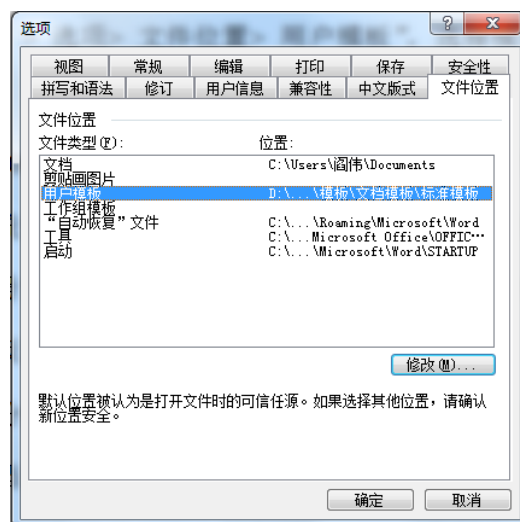 选项
视图 常规 编辑 打印 保存 安全性
拼写和语法 修订 用户信息 兼容性 中文版式 文件位置
文件位置
文件类型(F): 位置:
文档 C:\Users\阎伟\Documents
剪贴画图片
用户模板 D:\...\模板\文档模板\标准模板
工作组模板
“自动恢复”文件 C:\...\Roaming\Microsoft\Word
工具 C:\...Microsoft Office\OFFIC...
启动 C:\...\Microsoft\Word\STARTUP
修改(M)...
默认位置被认为是打开文件时的可信任源。如果选择其他位置，请确认
新位置安全。
确定 取消